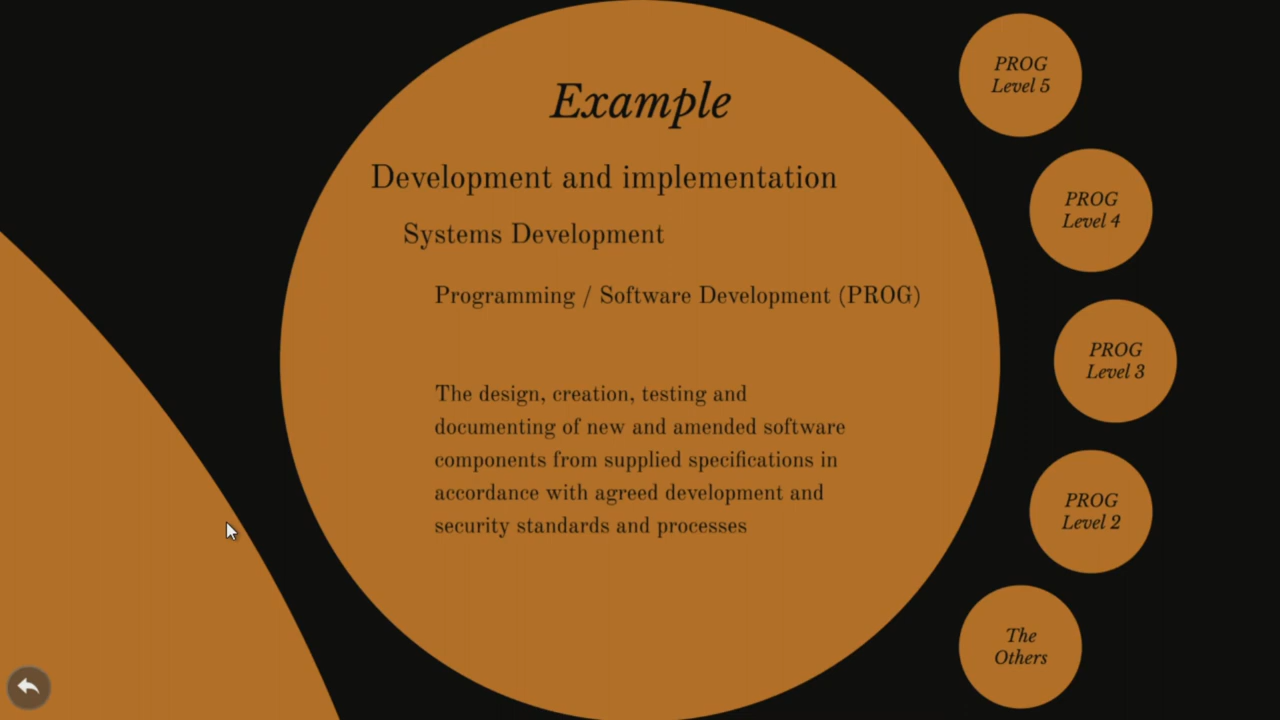 Example
Development and implementation
Systems Development
Programming / Software Development (PROG)
The design, creation, testing and
documenting of new and amended software
components from supplied specifications in
accordance with agreed development and
security standards and processes
PROG
Level 5
PROG
Level 4
PROG
Level 3
PROG
Level 2
The
Others